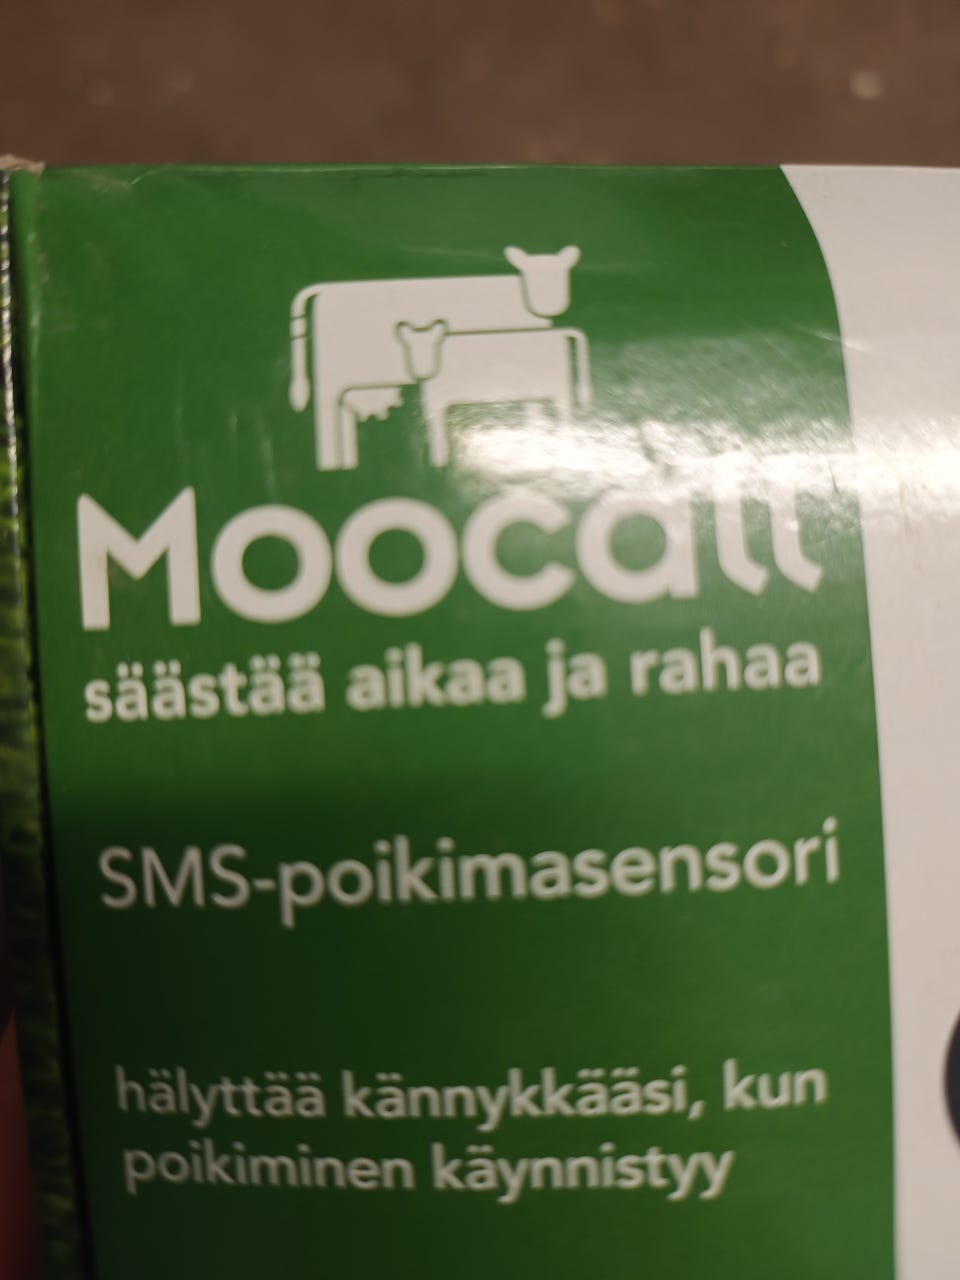 Moocall
säästää aikaa ja rahaa
SMS-poikimasensori
hälyttää kännykkääsi, kun
poikiminen käynnistyy